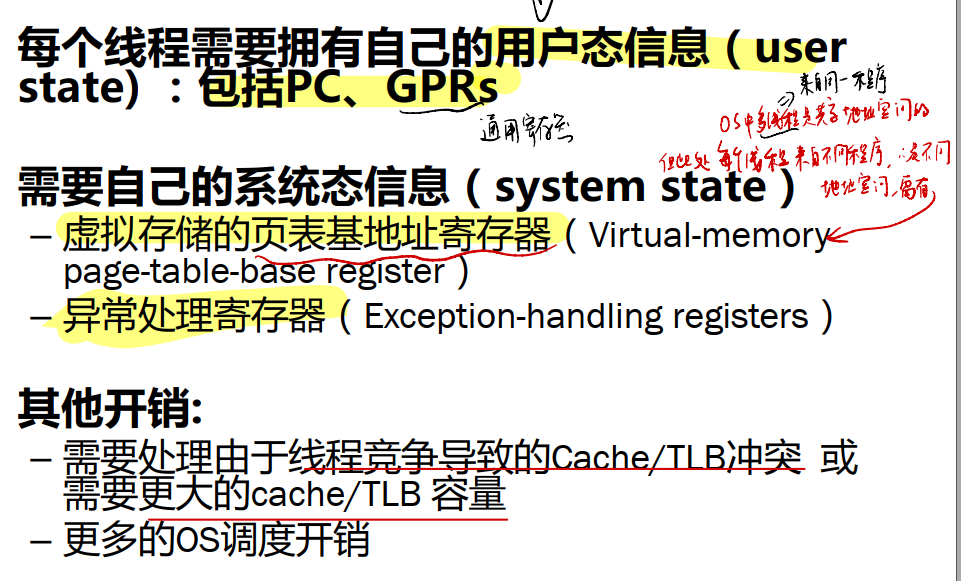 每个线程需要拥有自己的用户态信息（user
state）：包括PC、GPRs
⇒来自同一程序
通用寄存器
OS中多线程是共享地址空间的
但此处每个线程来自不同程序，∴是不同
地址空间，需有
需要自己的系统态信息（system state）
– 虚拟存储的页表基地址寄存器（Virtual-memory
page-table-base register）
– 异常处理寄存器（Exception-handling registers）
其他开销:
– 需要处理由于线程竞争导致的Cache/TLB冲突 或
需要更大的cache/TLB 容量
– 更多的OS调度开销